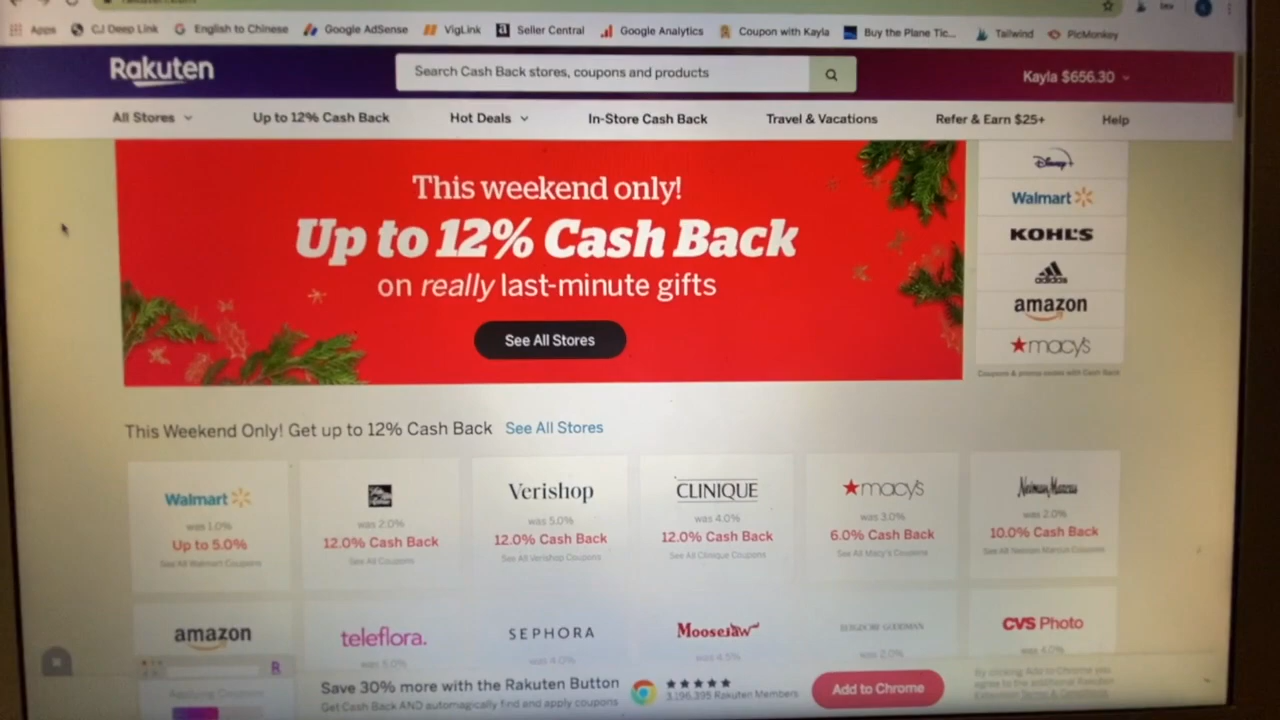 Apps CJ Deep Link English to Chinese Google AdSense VigLink Seller Central Google Analytics Coupon with Kayla Buy the Plane Tic... Tailwind PicMonkey
Rakuten Search Cash Back stores, coupons and products Kayla $656.30
All Stores Up to 12% Cash Back Hot Deals In-Store Cash Back Travel & Vacations Refer & Earn $25+ Help
This weekend only!
Up to 12% Cash Back
on really last-minute gifts
See All Stores
Disney+
Walmart
KOHL'S
adidas
amazon
macy's
Coupons & promo codes with Cash Back
This Weekend Only! Get up to 12% Cash Back See All Stores
Walmart
was 1.0%
Up to 5.0%
See All Walmart Coupons
was 2.0%
12.0% Cash Back
See All Coupons
Verishop
was 5.0%
12.0% Cash Back
See All Verishop Coupons
CLINIQUE
was 4.0%
12.0% Cash Back
See All Clinique Coupons
macy's
was 3.0%
6.0% Cash Back
See All Macy's Coupons
Neiman Marcus
was 2.0%
10.0% Cash Back
See All Neiman Marcus Coupons
amazon
teleflora.
was 5.0%
SEPHORA
was 4.0%
Moosejaw
was 4.5%
BERGDORF GOODMAN
was 2.0%
CVS Photo
was 4.0%
R
Save 30% more with the Rakuten Button
Get Cash Back AND automagically find and apply coupons
3,196,395 Rakuten Members
Add to Chrome
By clicking Add to Chrome you
agree to the additional Rakuten
Extension Terms & Conditions